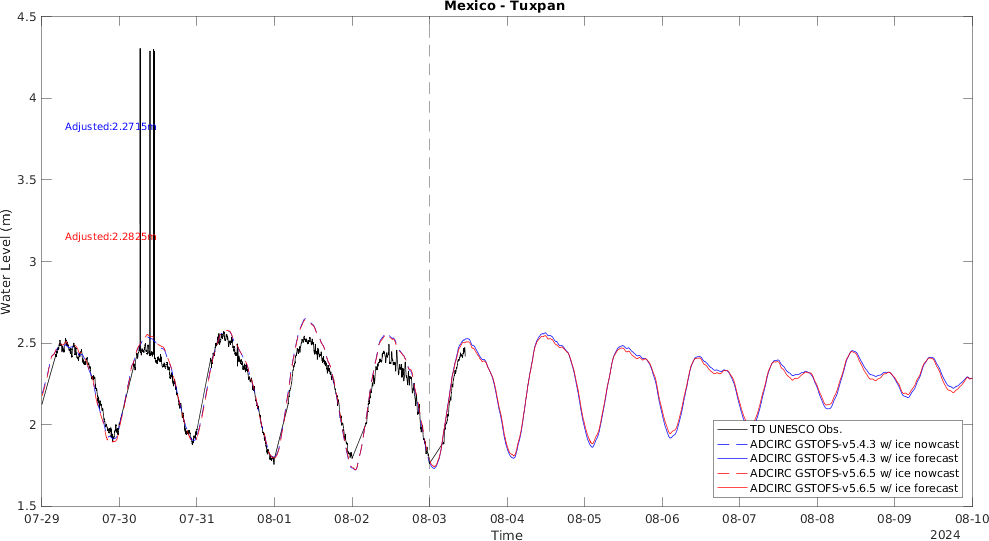 Mexico - Tuxpan
4.5
4
3.5
3
2.5
2
1.5
Water Level (m)
Adjusted:2.2715m
Adjusted:2.2825m
TD UNESCO Obs.
ADCIRC GSTOFS-v5.4.3 w/ ice nowcast
ADCIRC GSTOFS-v5.4.3 w/ ice forecast
ADCIRC GSTOFS-v5.6.5 w/ ice nowcast
ADCIRC GSTOFS-v5.6.5 w/ ice forecast
07-29 07-30 07-31 08-01 08-02 08-03 08-04 08-05 08-06 08-07 08-08 08-09 08-10
Time
2024